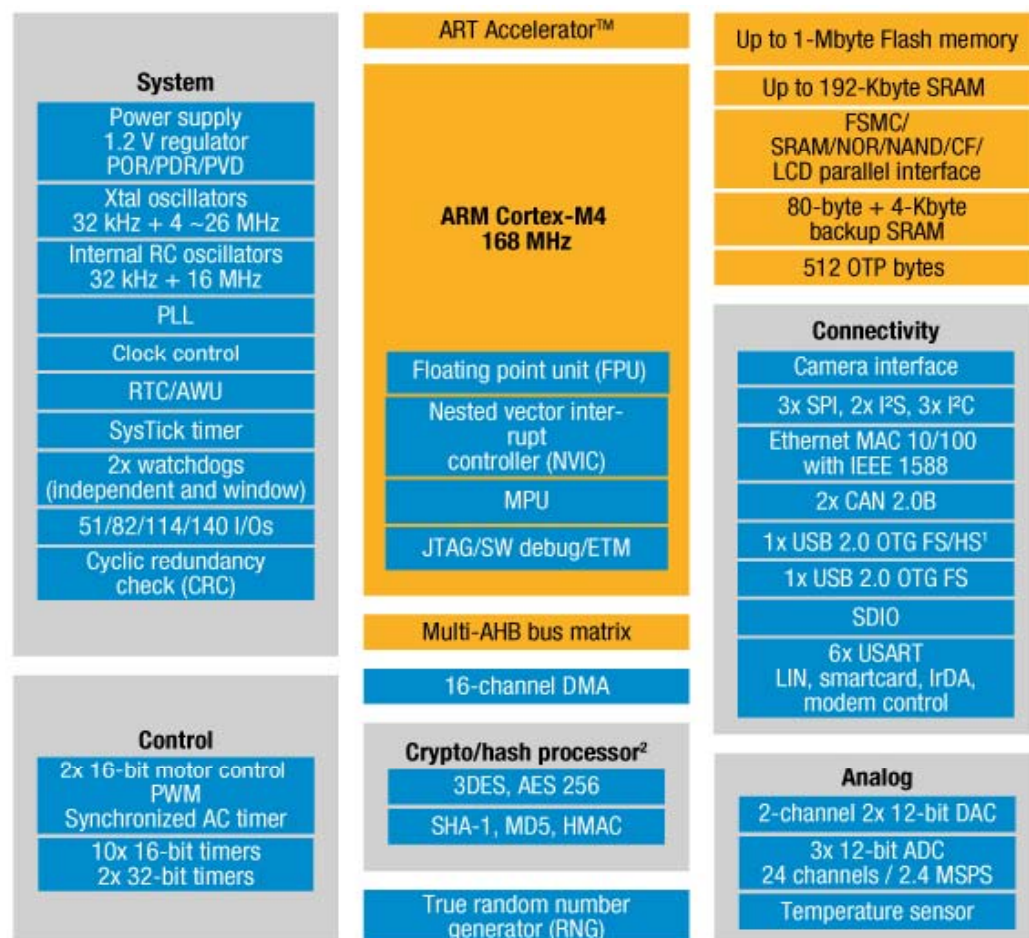 System
Power supply
1.2 V regulator
POR/PDR/PVD
Xtal oscillators
32 kHz + 4 ~26 MHz
Internal RC oscillators
32 kHz + 16 MHz
PLL
Clock control
RTC/AWU
SysTick timer
2x watchdogs
(independent and window)
51/82/114/140 I/Os
Cyclic redundancy
check (CRC)
Control
2x 16-bit motor control
PWM
Synchronized AC timer
10x 16-bit timers
2x 32-bit timers
ART Accelerator™
ARM Cortex-M4
168 MHz
Floating point unit (FPU)
Nested vector inter-
rupt
controller (NVIC)
MPU
JTAG/SW debug/ETM
Multi-AHB bus matrix
16-channel DMA
Crypto/hash processor²
3DES, AES 256
SHA-1, MD5, HMAC
True random number
generator (RNG)
Up to 1-Mbyte Flash memory
Up to 192-Kbyte SRAM
FSMC/
SRAM/NOR/NAND/CF/
LCD parallel interface
80-byte + 4-Kbyte
backup SRAM
512 OTP bytes
Connectivity
Camera interface
3x SPI, 2x I²S, 3x I²C
Ethernet MAC 10/100
with IEEE 1588
2x CAN 2.0B
1x USB 2.0 OTG FS/HS¹
1x USB 2.0 OTG FS
SDIO
6x USART
LIN, smartcard, IrDA,
modem control
Analog
2-channel 2x 12-bit DAC
3x 12-bit ADC
24 channels / 2.4 MSPS
Temperature sensor